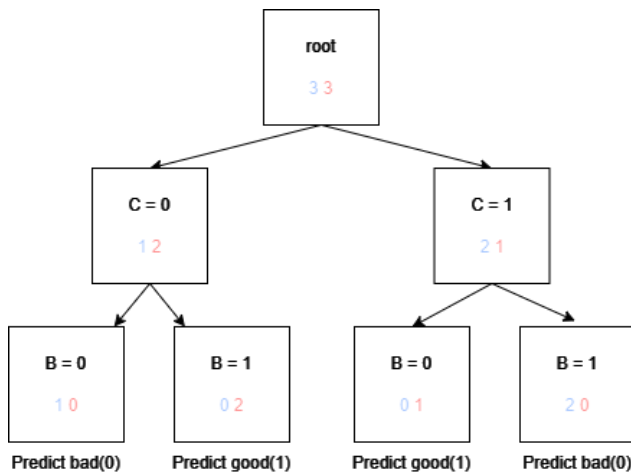 root
3 3
C = 0
1 2
C = 1
2 1
B = 0
1 0
B = 1
0 2
B = 0
0 1
B = 1
2 0
Predict bad(0)
Predict good(1)
Predict good(1)
Predict bad(0)